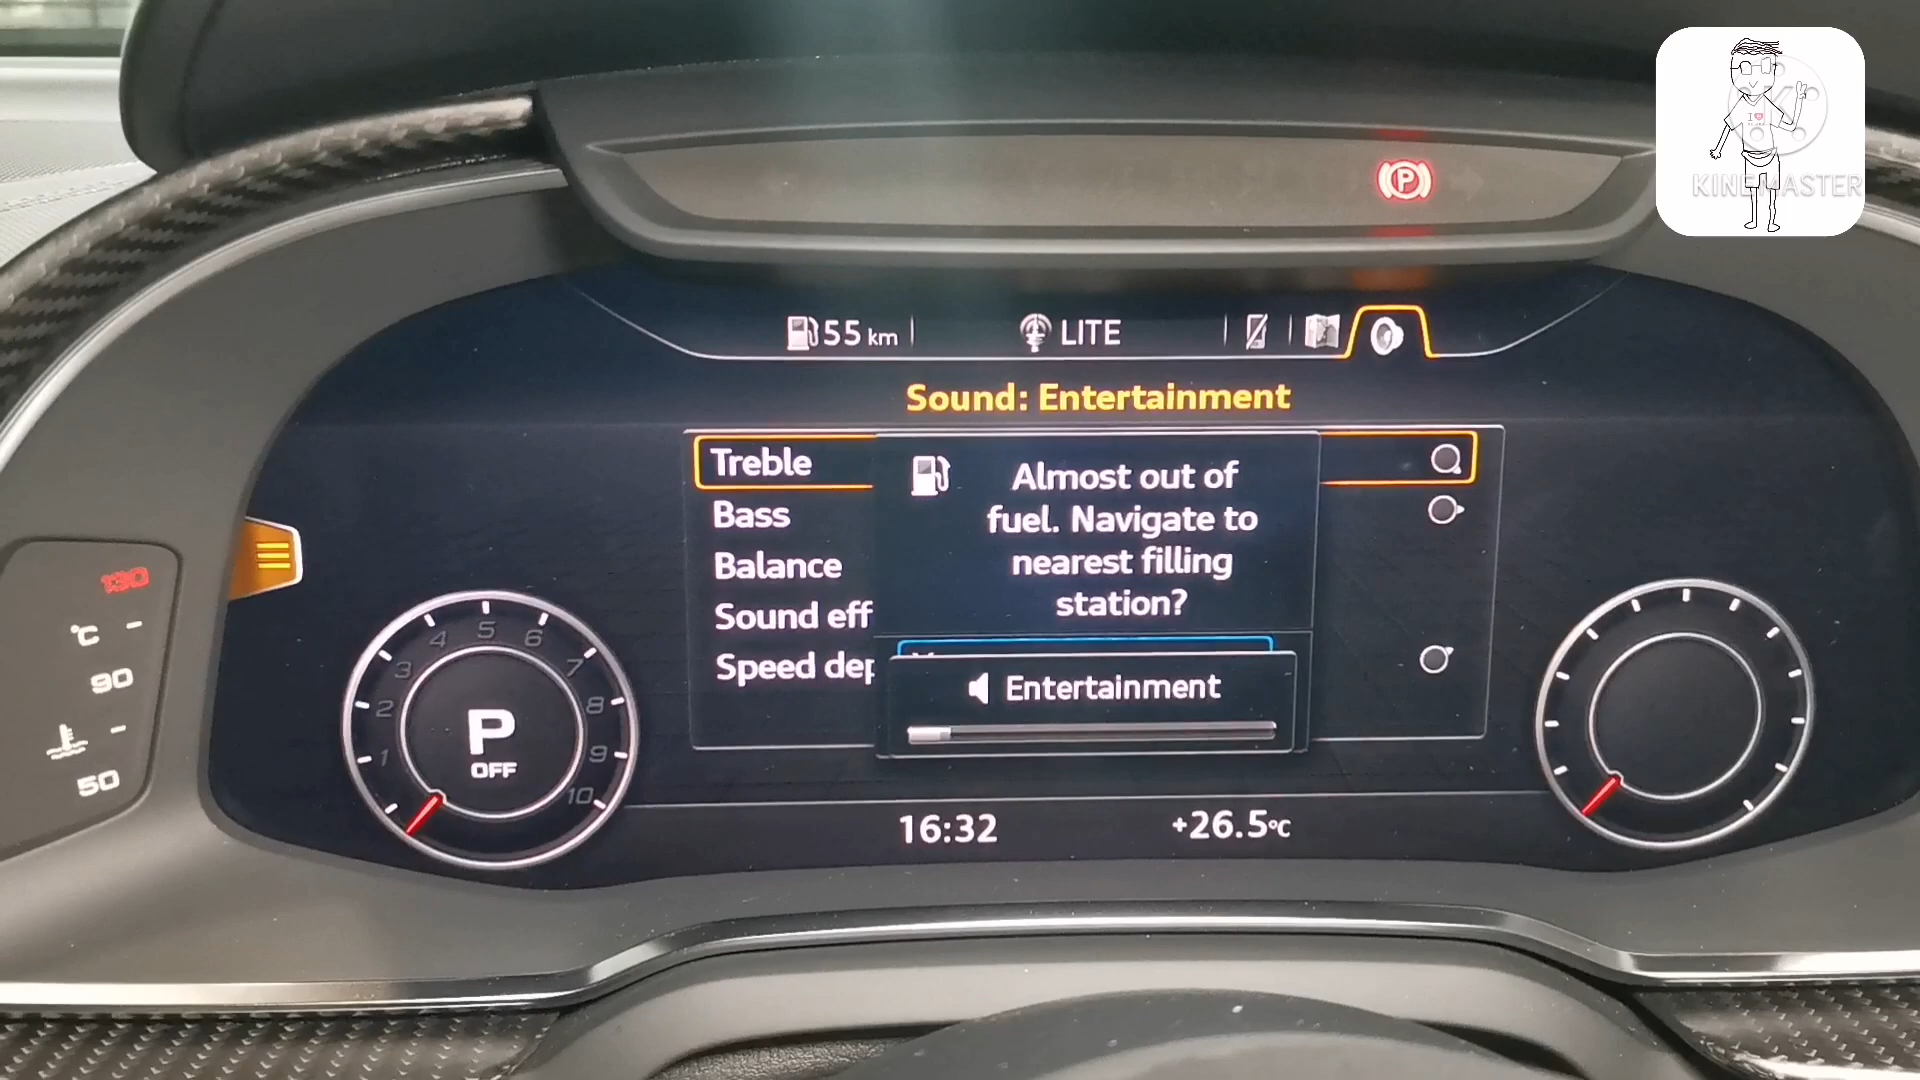 KINEMASTER
P
55 km
LITE
Sound: Entertainment
Treble
Bass
Balance
Sound eff
Speed dep
Almost out of
fuel. Navigate to
nearest filling
station?
Entertainment
130
°C
90
50
1
2
3
4
5
6
7
8
9
10
P
OFF
16:32
+26.5°C